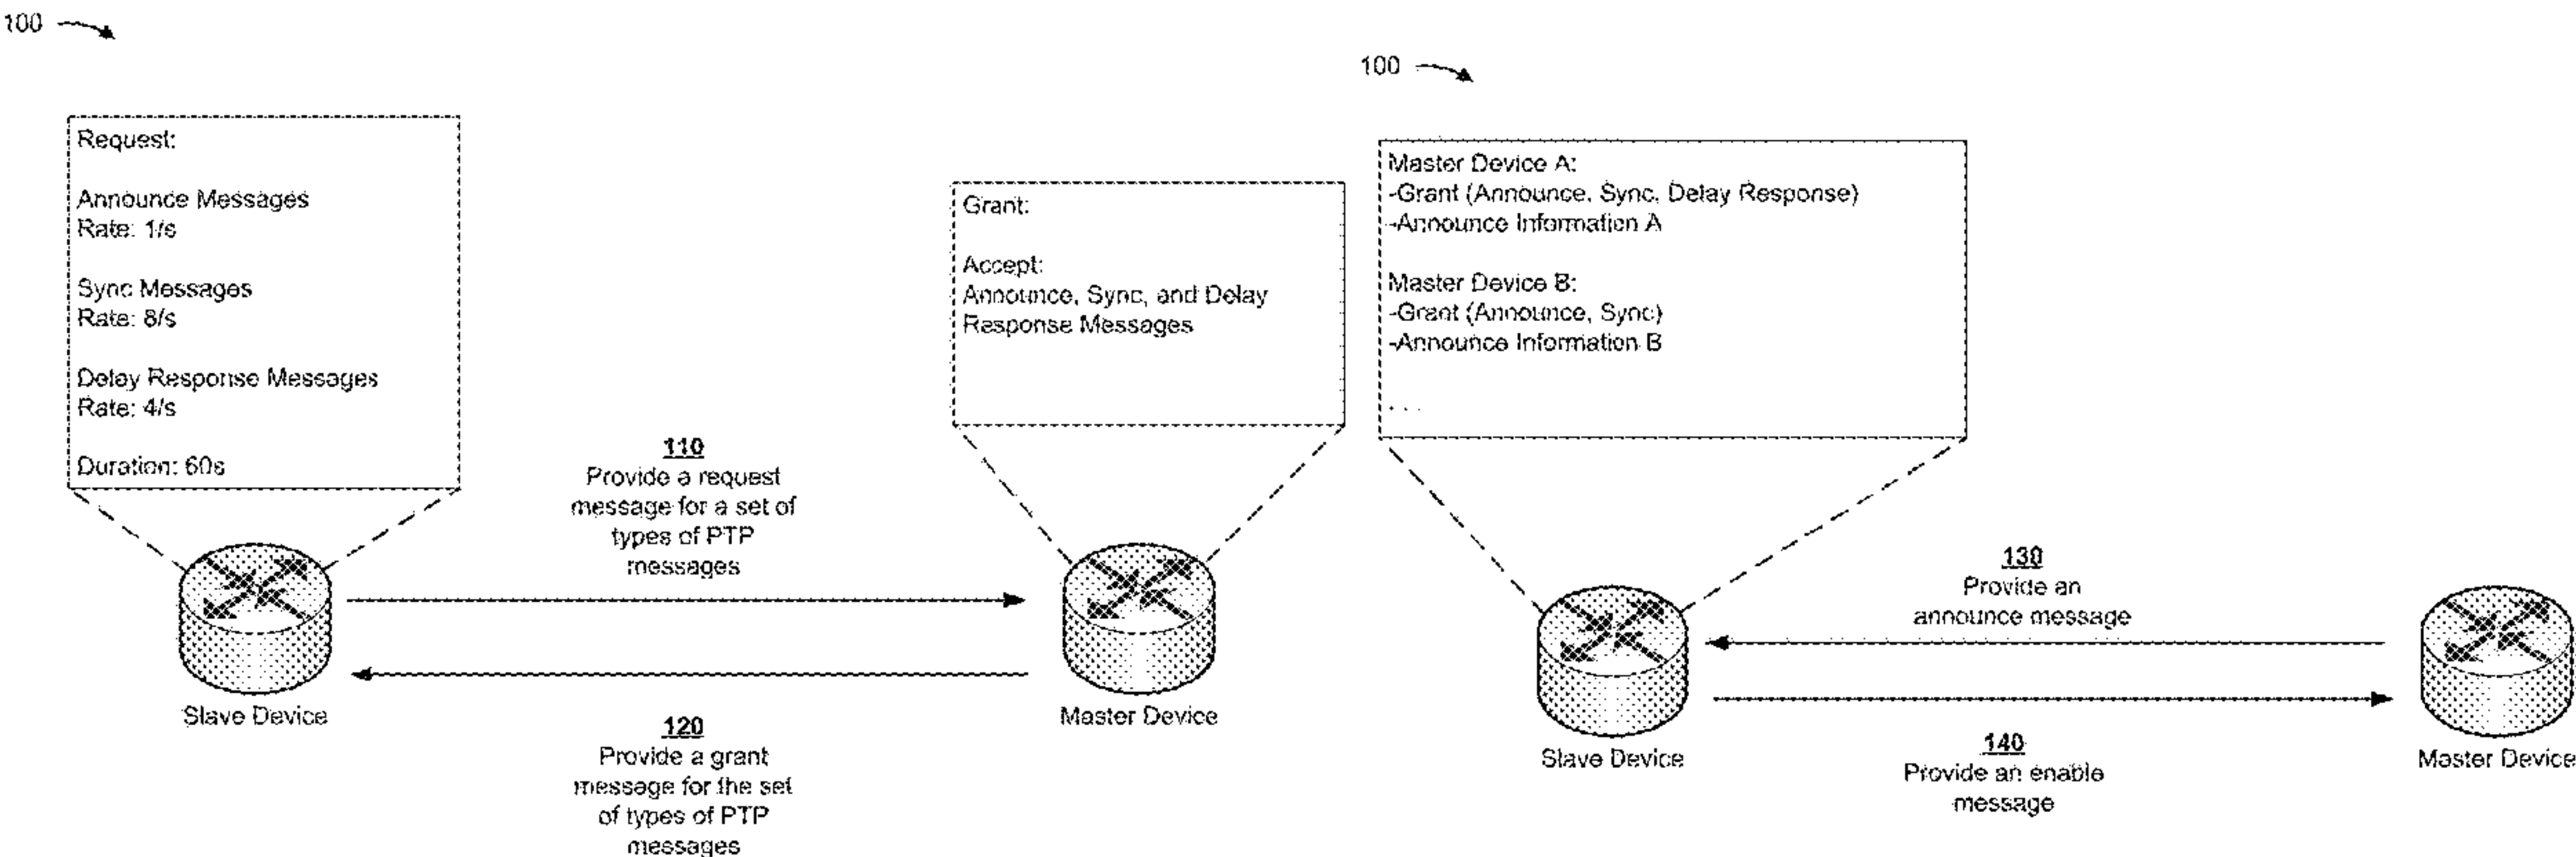 100
Request:
Announce Messages
Rate: 1/s
Sync Messages
Rate: 8/s
Delay Response Messages
Rate: 4/s
Duration: 60s
110
Provide a request
message for a set of
types of PTP
messages
Grant:
Accept:
Announce, Sync, and Delay
Response Messages
Slave Device
Master Device
120
Provide a grant
message for the set
of types of PTP
messages
100
Master Device A:
-Grant (Announce, Sync, Delay Response)
-Announce Information A
Master Device B:
-Grant (Announce, Sync)
-Announce Information B
. . .
130
Provide an
announce message
Slave Device
Master Device
140
Provide an enable
message